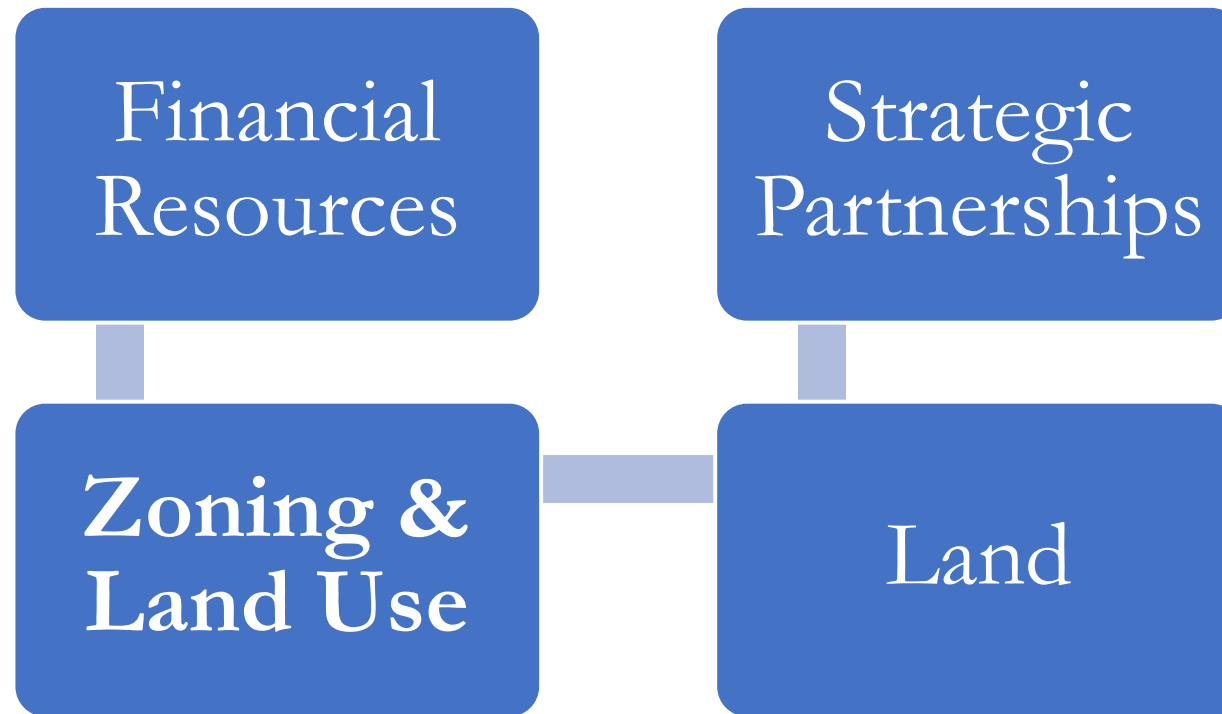 Financial
Resources
Strategic
Partnerships
Zoning &
Land Use
Land